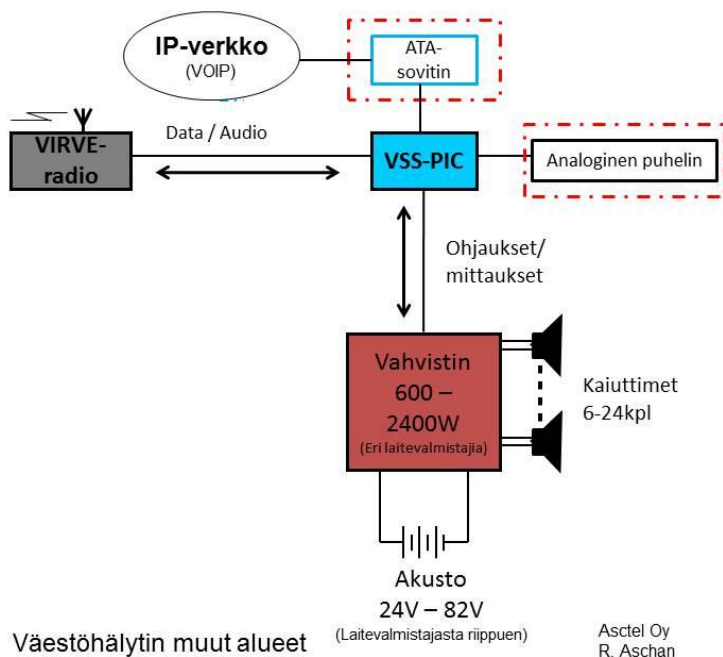 IP-verkko
(VOIP)
ATA-
sovitin
VIRVE-
radio
Data / Audio
VSS-PIC
Analoginen puhelin
Ohjaukset/
mittaukset
Vahvistin
600 –
2400W
(Eri laitevalmistajia)
Kaiuttimet
6-24kpl
Akusto
24V – 82V
(Laitevalmistajasta riippuen)
Väestöhälytin muut alueet
Asctel Oy
R. Aschan